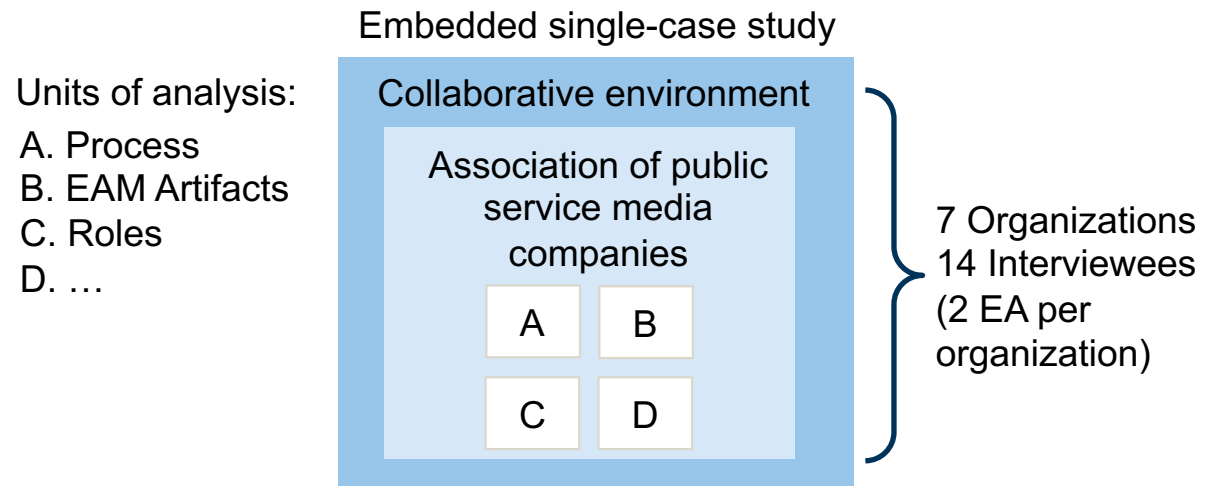 Embedded single-case study
Units of analysis:
A. Process
B. EAM Artifacts
C. Roles
D. …
Collaborative environment
Association of public
service media
companies
A
B
C
D
7 Organizations
14 Interviewees
(2 EA per
organization)